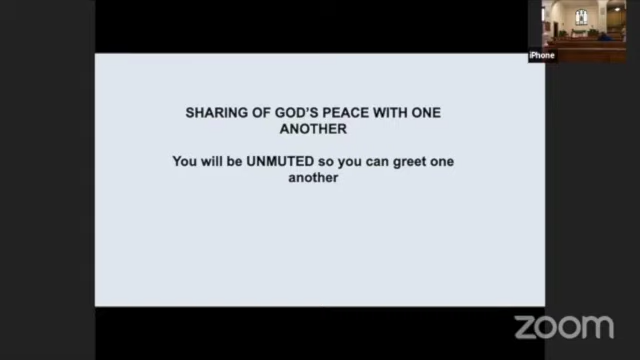 iPhone
SHARING OF GOD'S PEACE WITH ONE
ANOTHER
You will be UNMUTED so you can greet one
another
zoom